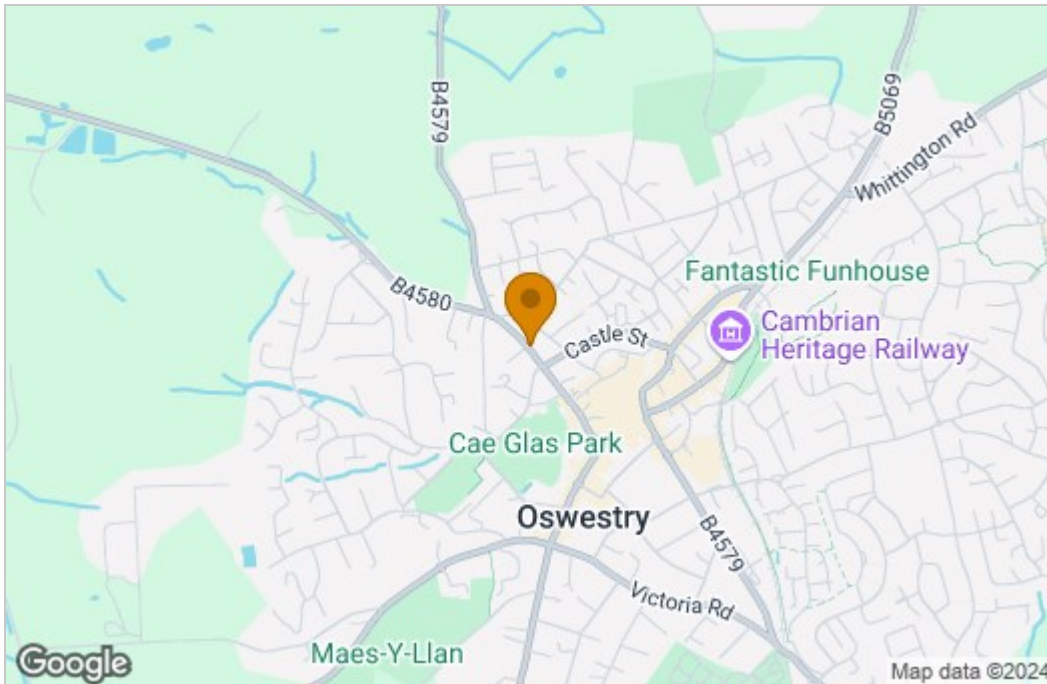 B4579
B5069
Whittington Rd
Fantastic Funhouse
B4580
Castle St
Cambrian
Heritage Railway
Cae Glas Park
Oswestry
B4579
Victoria Rd
Maes-Y-Llan
Google
Map data ©2024